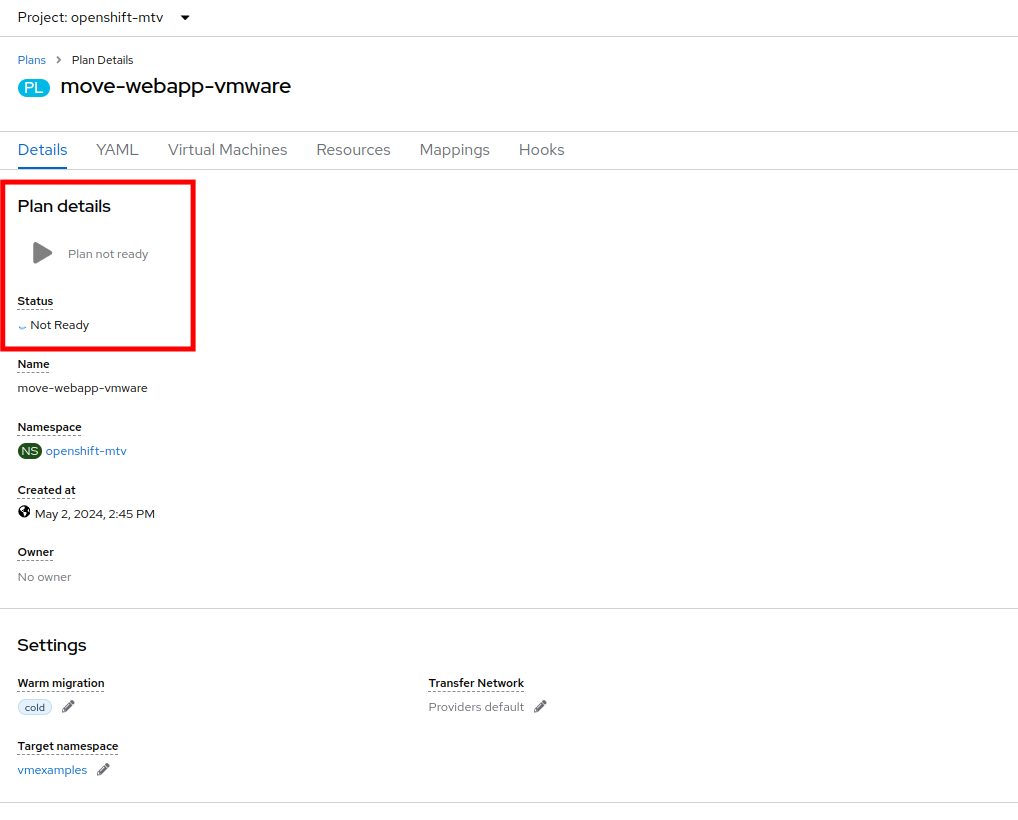 Project: openshift-mtv
Plans > Plan Details
PL move-webapp-vmware
Details YAML Virtual Machines Resources Mappings Hooks
Plan details
Plan not ready
Status
Not Ready
Name
move-webapp-vmware
Namespace
NS openshift-mtv
Created at
May 2, 2024, 2:45 PM
Owner
No owner
Settings
Warm migration Transfer Network
cold Providers default
Target namespace
vmexamples